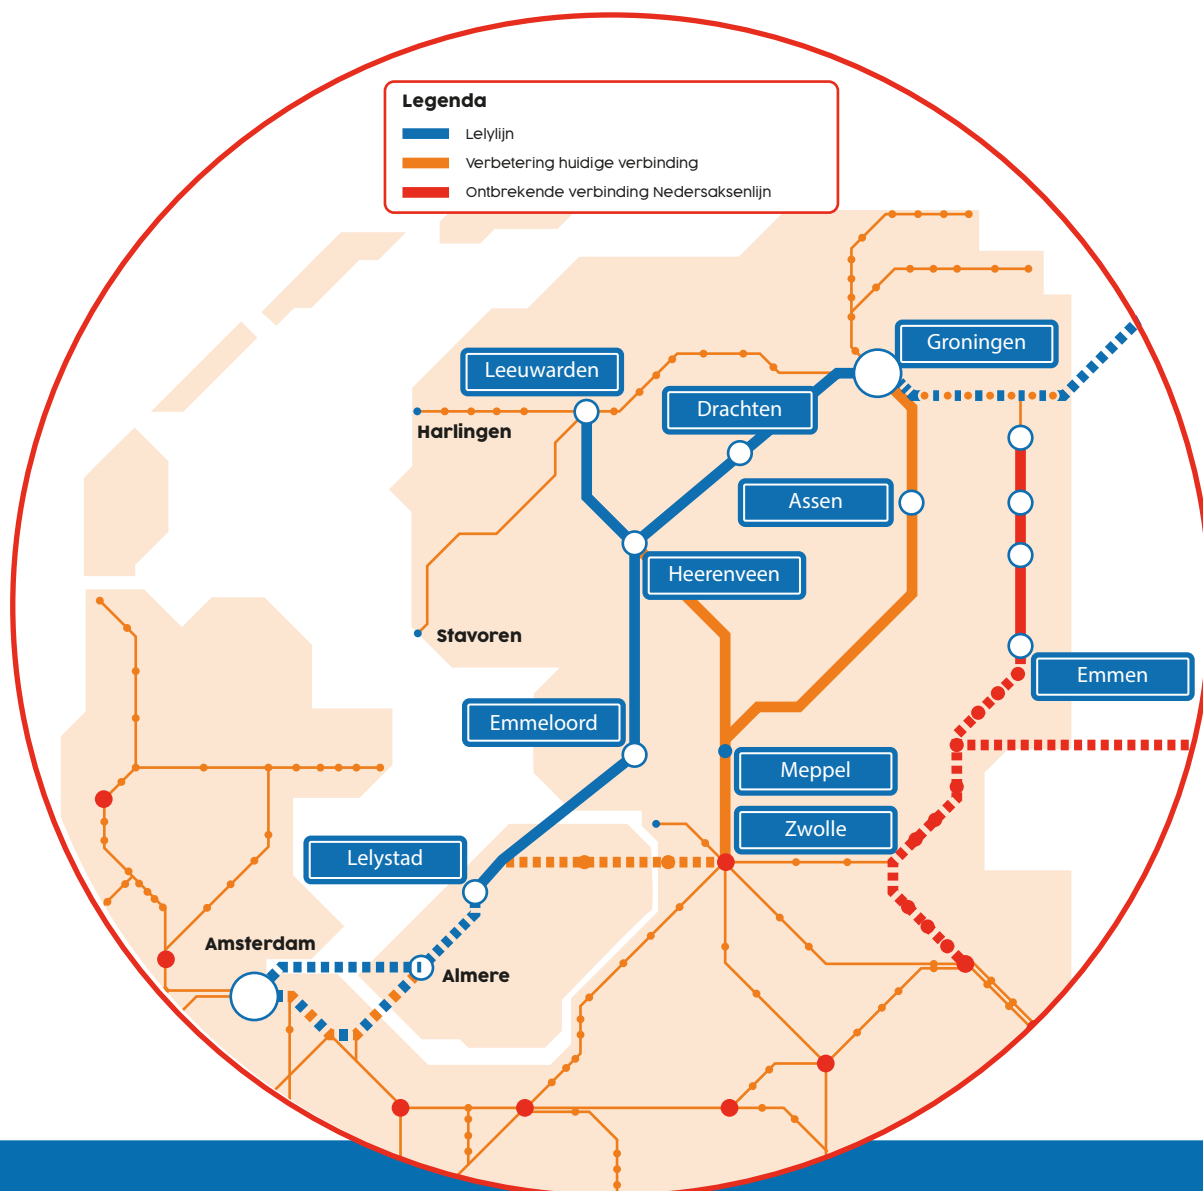 Legenda
Lelylijn
Verbetering huidige verbinding
Ontbrekende verbinding Nedersaksenlijn
Groningen
Leeuwarden
Drachten
Harlingen
Assen
Heerenveen
Stavoren
Emmen
Emmeloord
Meppel
Zwolle
Lelystad
Amsterdam
Almere